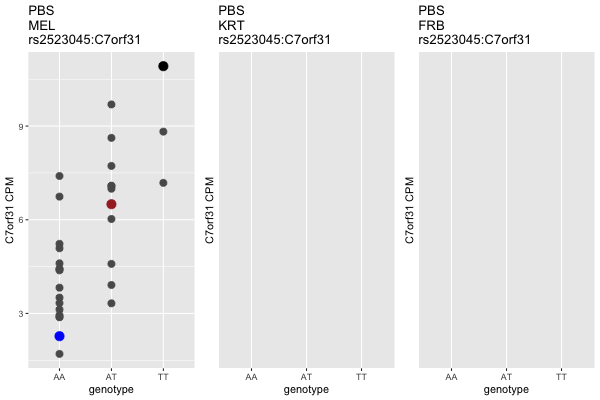 PBS
MEL
rs2523045:C7orf31
C7orf31 CPM
9
6
3
AA AT TT
genotype
PBS
KRT
rs2523045:C7orf31
C7orf31 CPM
AA AT TT
genotype
PBS
FRB
rs2523045:C7orf31
C7orf31 CPM
AA AT TT
genotype